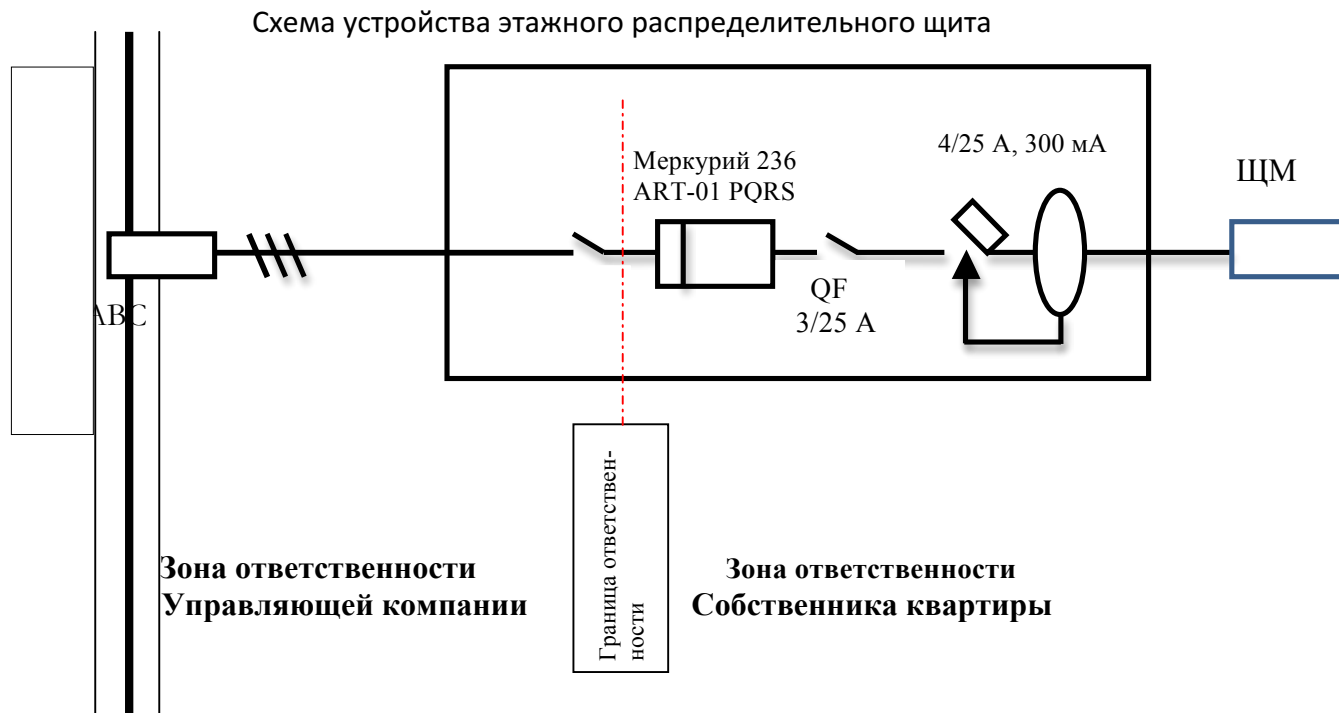 Схема устройства этажного распределительного щита
4/25 А, 300 мА
Меркурий 236
ART-01 PQRS
ЩМ
АВС
QF
3/25 А
Граница ответствен-
ности
Зона ответственности
Управляющей компании
Зона ответственности
Собственника квартиры